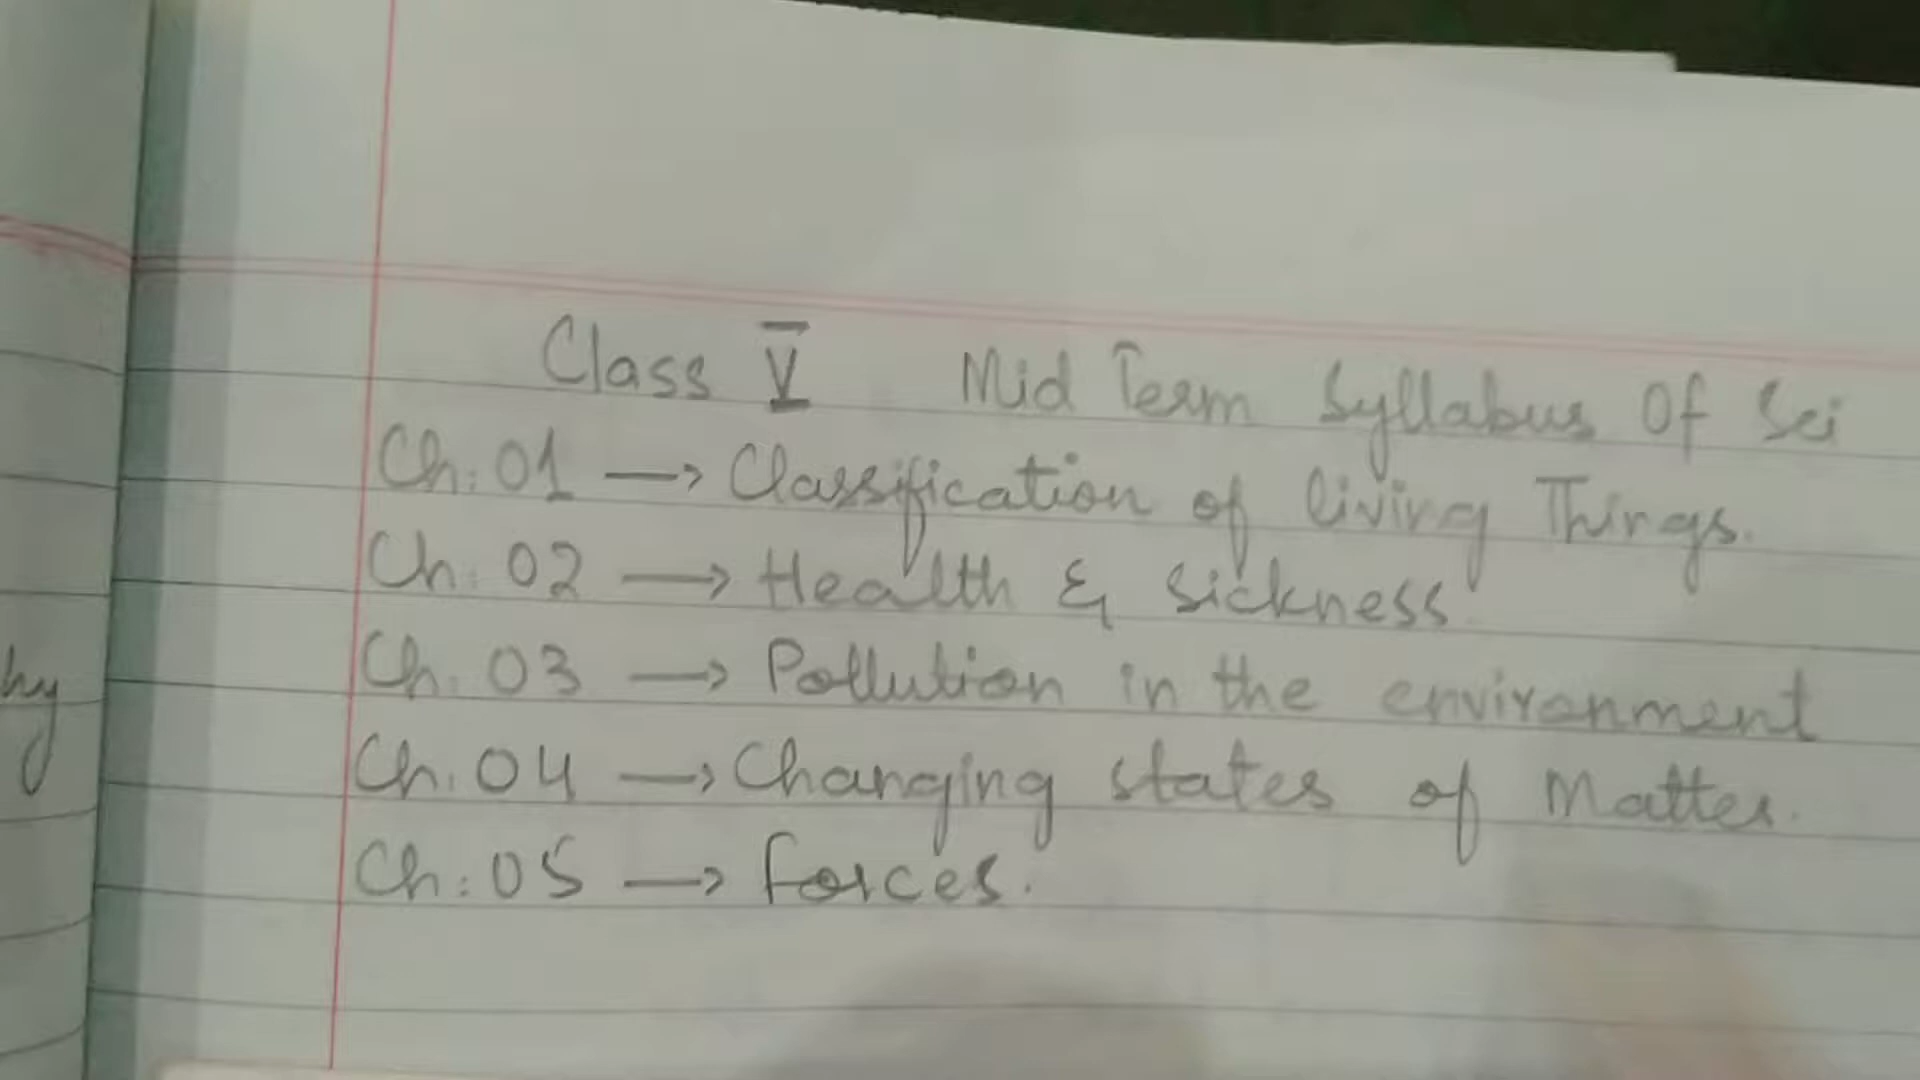 Class V Mid Term Syllabus Of Sci
Ch: 01 → Classification of living Things.
Ch: 02 → Health & Sickness.
Ch: 03 → Pollution in the environment
Ch: 04 → Changing states of Matter.
Ch: 05 → forces.
hy